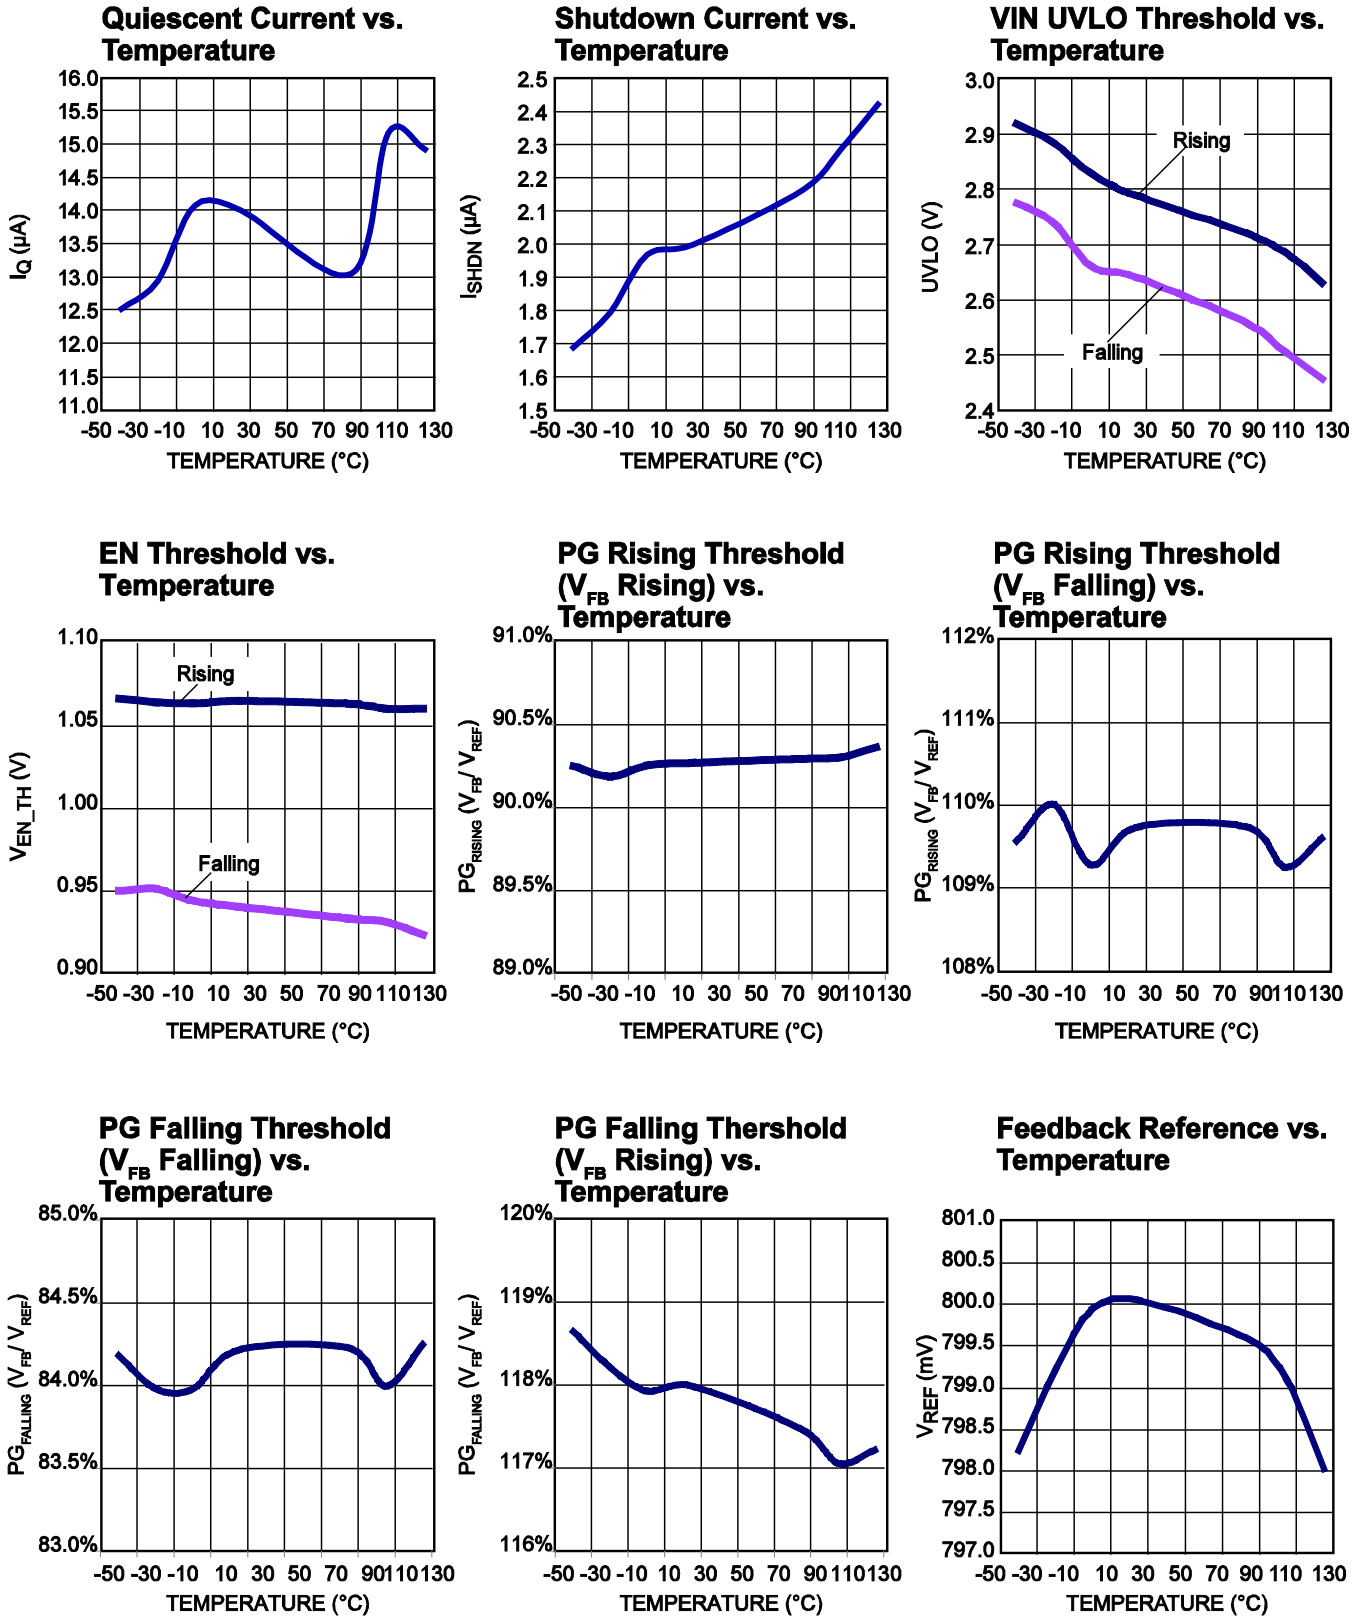 Quiescent Current vs.
Temperature
16.0
15.5
15.0
14.5
14.0
13.5
13.0
12.5
12.0
11.5
11.0
IQ (µA)
-50 -30 -10 10 30 50 70 90 110 130
TEMPERATURE (°C)
Shutdown Current vs.
Temperature
2.5
2.4
2.3
2.2
2.1
2.0
1.9
1.8
1.7
1.6
1.5
ISHDN (µA)
-50 -30 -10 10 30 50 70 90 110 130
TEMPERATURE (°C)
VIN UVLO Threshold vs.
Temperature
3.0
2.9
2.8
2.7
2.6
2.5
2.4
UVLO (V)
Rising
Falling
-50 -30 -10 10 30 50 70 90 110 130
TEMPERATURE (°C)
EN Threshold vs.
Temperature
1.10
1.05
1.00
0.95
0.90
VEN_TH (V)
Rising
Falling
-50 -30 -10 10 30 50 70 90 110 130
TEMPERATURE (°C)
PG Rising Threshold
(VFB Rising) vs.
Temperature
91.0%
90.5%
90.0%
89.5%
89.0%
PGRISING (VFB/ VREF)
-50 -30 -10 10 30 50 70 90 110 130
TEMPERATURE (°C)
PG Rising Threshold
(VFB Falling) vs.
Temperature
112%
111%
110%
109%
108%
PGRISING (VFB/ VREF)
-50 -30 -10 10 30 50 70 90 110 130
TEMPERATURE (°C)
PG Falling Threshold
(VFB Falling) vs.
Temperature
85.0%
84.5%
84.0%
83.5%
83.0%
PGFALLING (VFB/ VREF)
-50 -30 -10 10 30 50 70 90 110 130
TEMPERATURE (°C)
PG Falling Thershold
(VFB Rising) vs.
Temperature
120%
119%
118%
117%
116%
PGFALLING (VFB/ VREF)
-50 -30 -10 10 30 50 70 90 110 130
TEMPERATURE (°C)
Feedback Reference vs.
Temperature
801.0
800.5
800.0
799.5
799.0
798.5
798.0
797.5
797.0
VREF (mV)
-50 -30 -10 10 30 50 70 90 110 130
TEMPERATURE (°C)